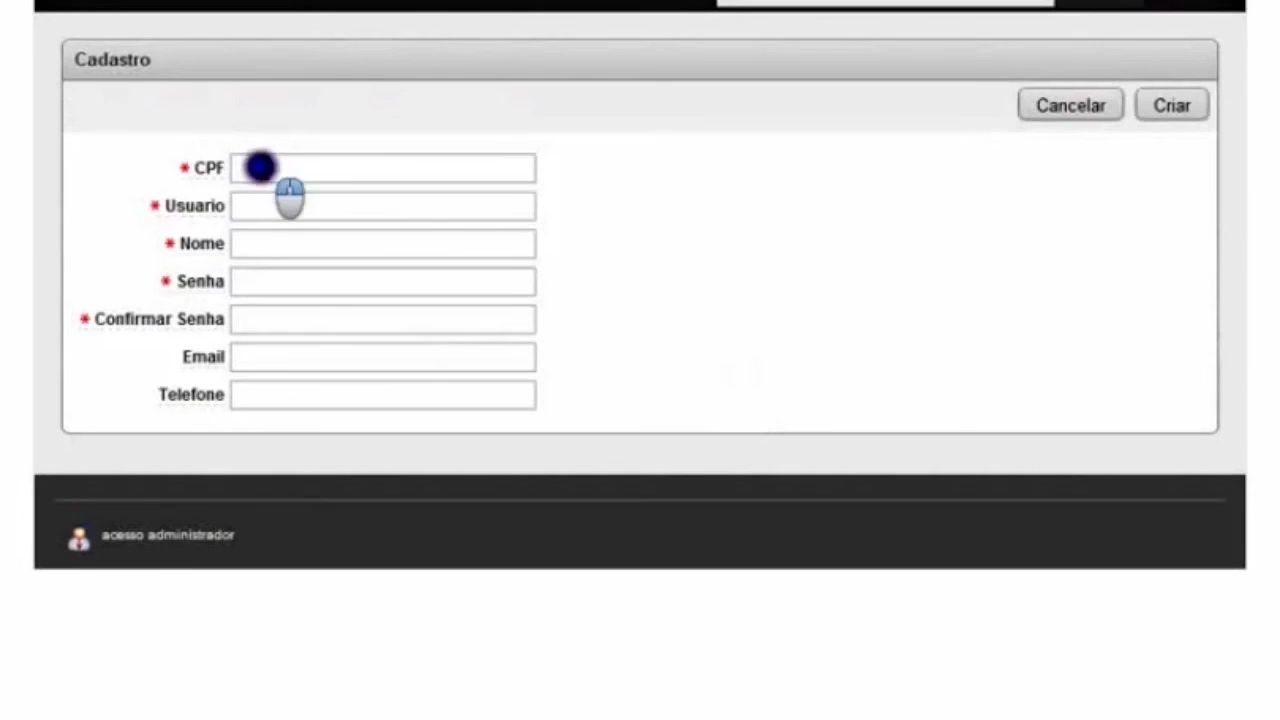 Cadastro
Cancelar Criar
* CPF
* Usuario
* Nome
* Senha
* Confirmar Senha
Email
Telefone
acesso administrador